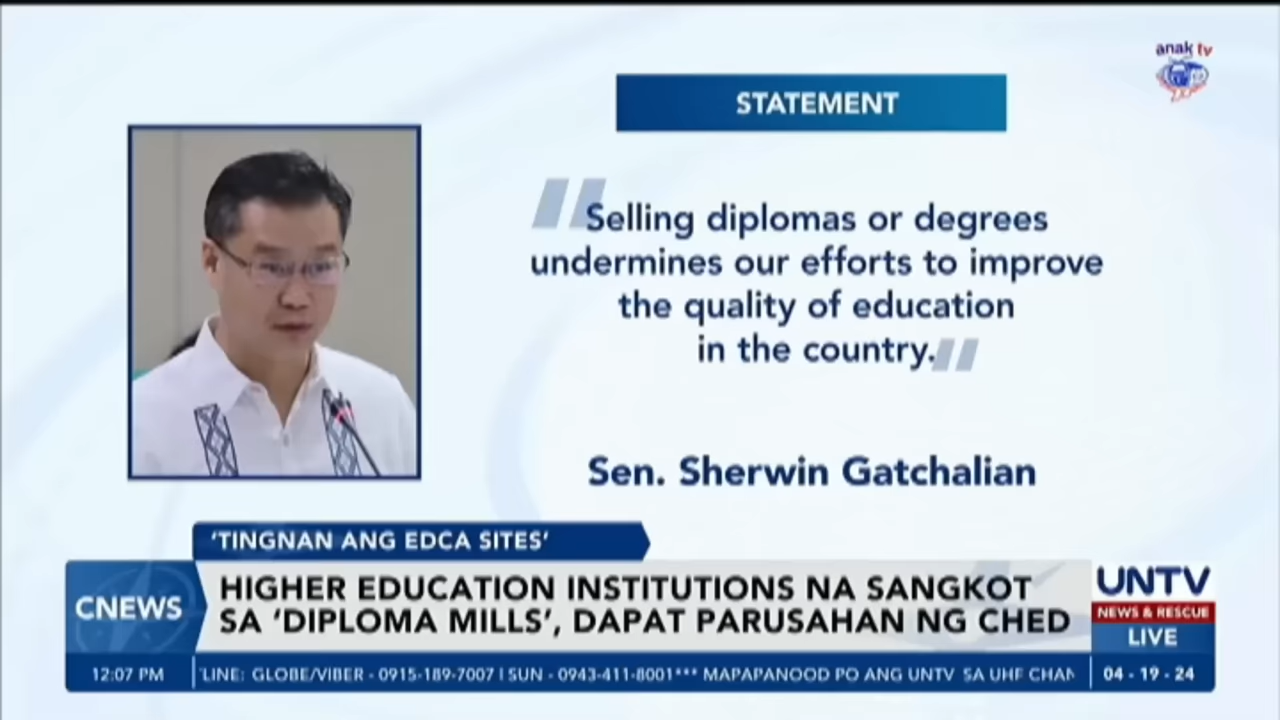 anak tv
STATEMENT
"Selling diplomas or degrees
undermines our efforts to improve
the quality of education
in the country."
Sen. Sherwin Gatchalian
'TINGNAN ANG EDCA SITES'
CNEWS
HIGHER EDUCATION INSTITUTIONS NA SANGKOT
SA 'DIPLOMA MILLS', DAPAT PARUSAHAN NG CHED
UNTV
NEWS & RESCUE
LIVE
12:07 PM
LINE: GLOBE/VIBER - 0915-189-7007 | SUN - 0943-411-8001*** MAPAPANOOD PO ANG UNTV SA UHF CHAN
04 - 19 - 24